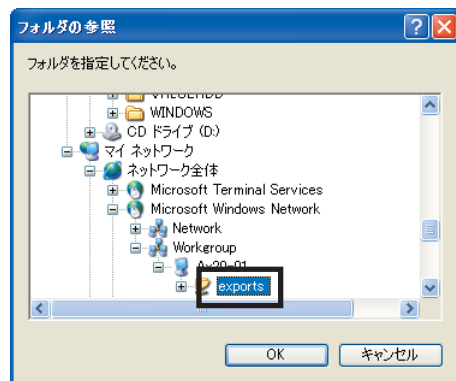 フォルダの参照
フォルダを指定してください。
WINDOWS
CD ドライブ (D:)
マイ ネットワーク
ネットワーク全体
Microsoft Terminal Services
Microsoft Windows Network
Network
Workgroup
exports
OK
キャンセル